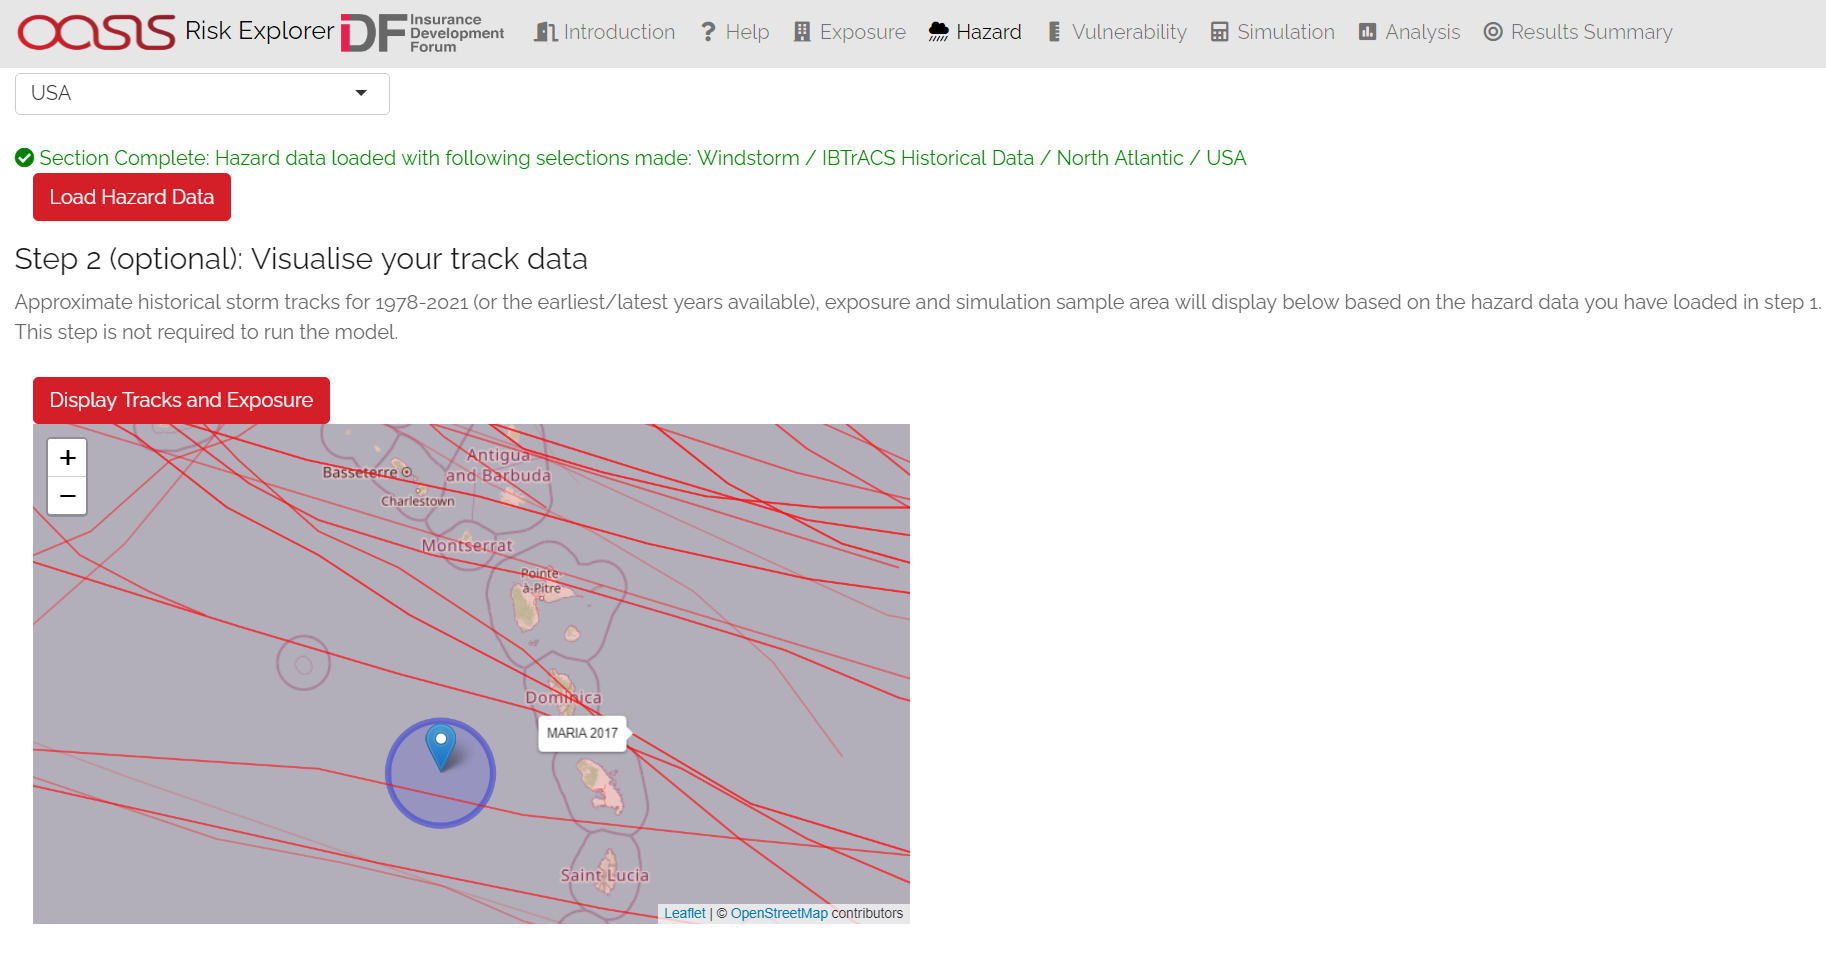 OASIS Risk Explorer IDF Insurance Development Forum Introduction ? Help Exposure Hazard Vulnerability Simulation Analysis Results Summary
USA
Section Complete: Hazard data loaded with following selections made: Windstorm / IBTrACS Historical Data / North Atlantic / USA
Load Hazard Data
Step 2 (optional): Visualise your track data
Approximate historical storm tracks for 1978-2021 (or the earliest/latest years available), exposure and simulation sample area will display below based on the hazard data you have loaded in step 1.
This step is not required to run the model.
Display Tracks and Exposure
+
−
Antigua
and Barbuda
Basseterre
Charlestown
Montserrat
Pointe-
à-Pitre
Dominica
MARIA 2017
Saint Lucia
Leaflet | © OpenStreetMap contributors